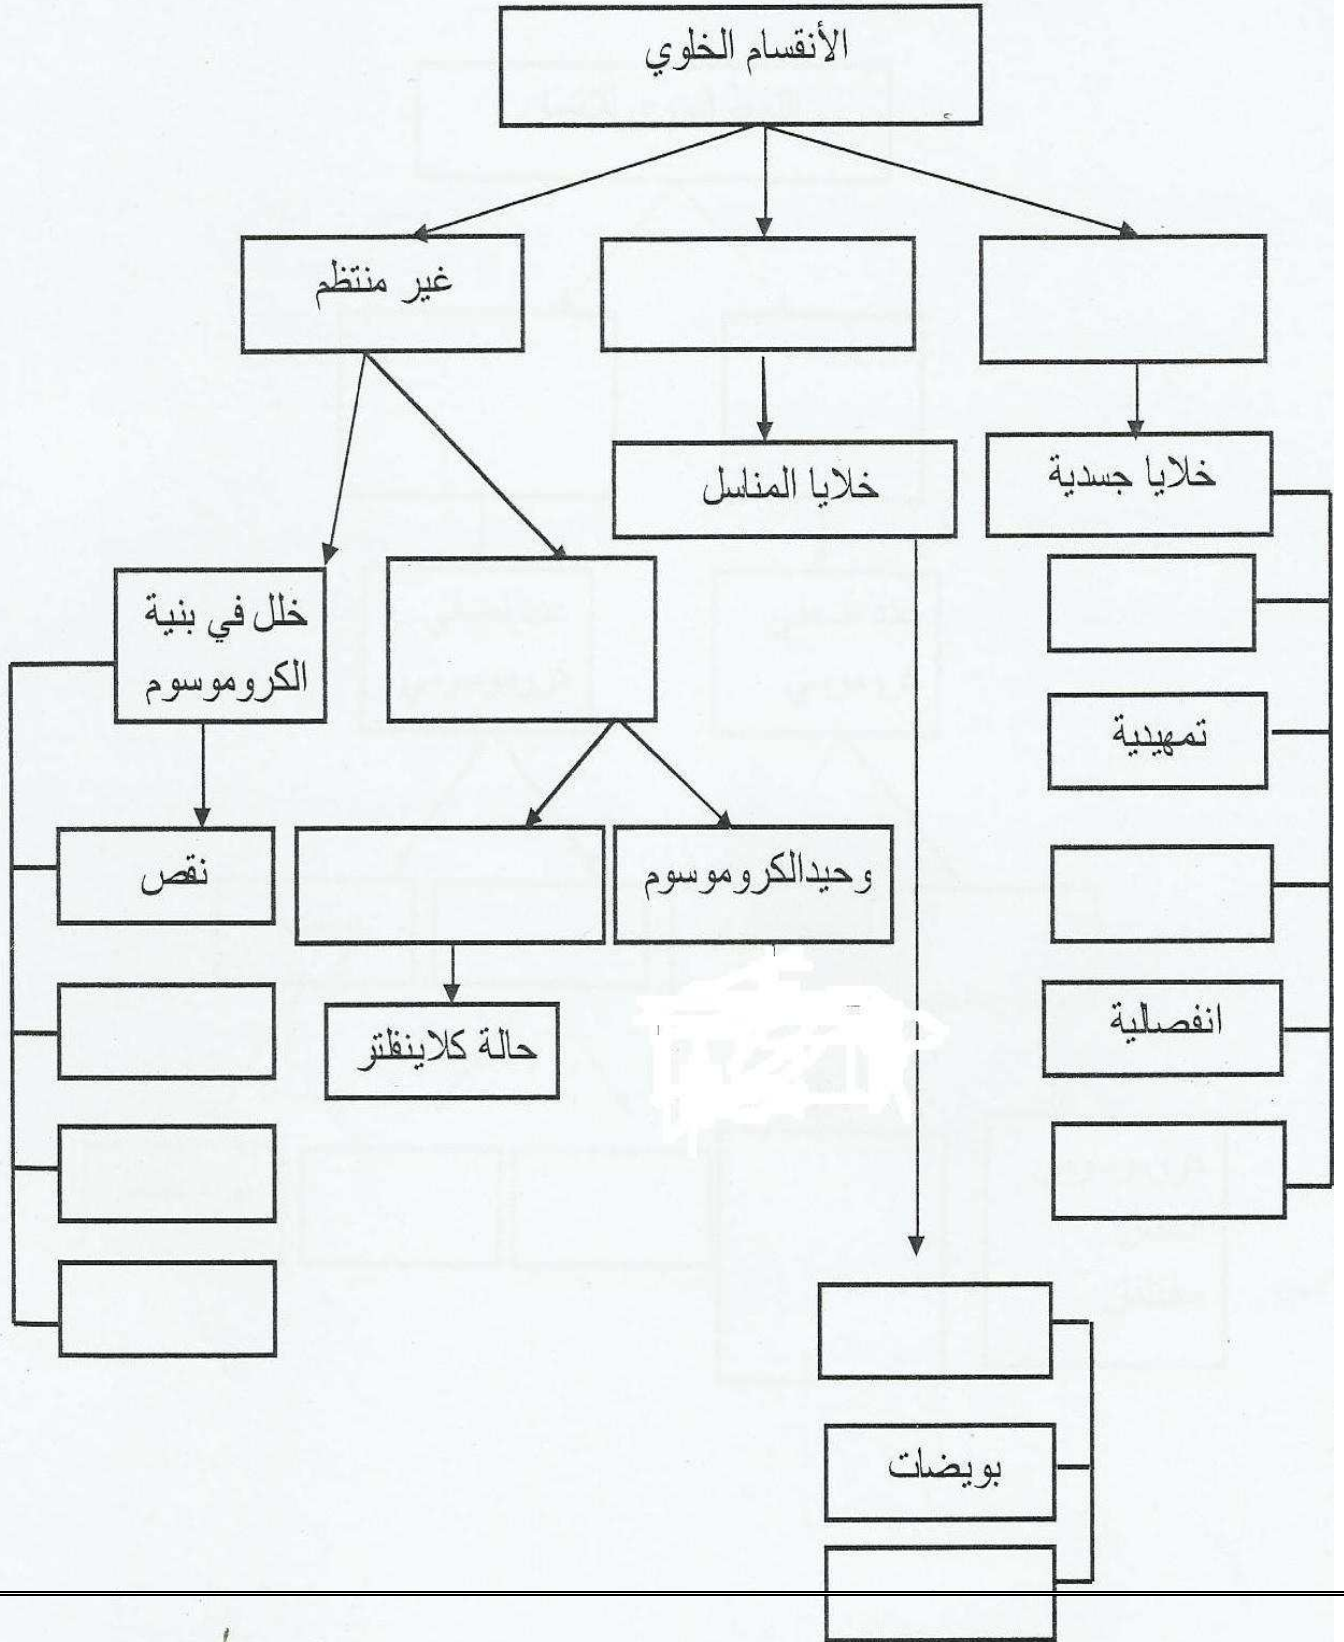 الأنقسام الخلوي
غير منتظم
خلايا المناسل
خلايا جسدية
خلل في بنية
الكروموسوم
تمهيدية
نقص
وحيدالكروموسوم
انفصالية
حالة كلاينفلتر
بويضات